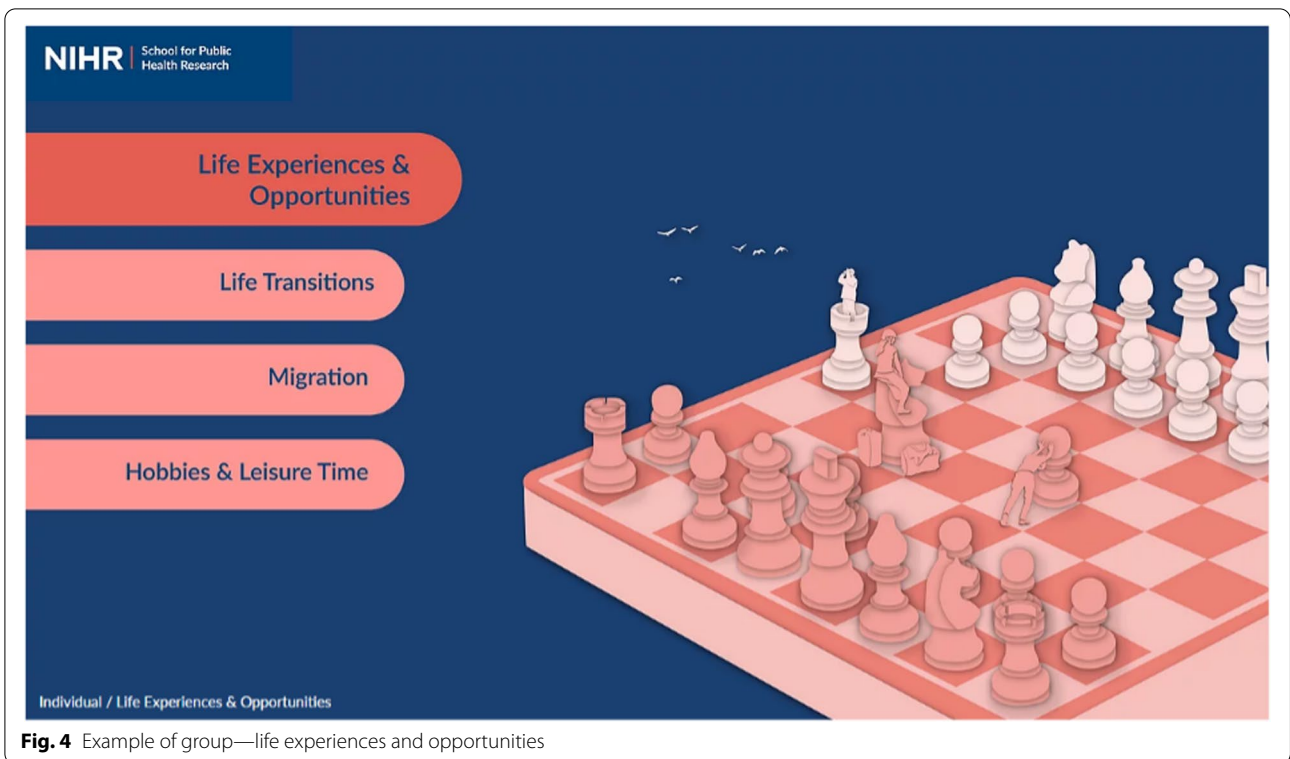 NIHR | School for Public
Health Research
Life Experiences &
Opportunities
Life Transitions
Migration
Hobbies & Leisure Time
Individual / Life Experiences & Opportunities
Fig. 4 Example of group—life experiences and opportunities